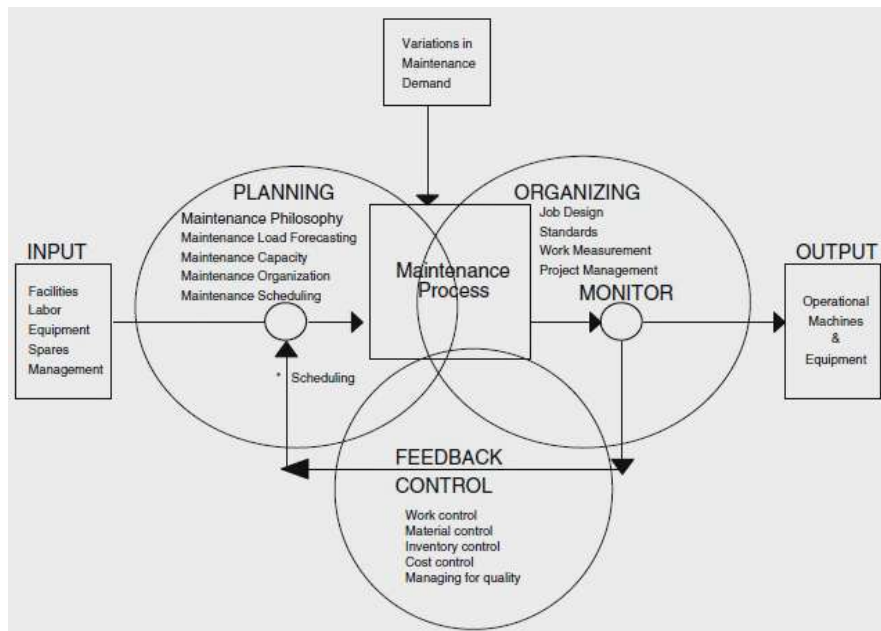 Variations in
Maintenance
Demand
PLANNING
Maintenance Philosophy
Maintenance Load Forecasting
Maintenance Capacity
Maintenance Organization
Maintenance Scheduling
ORGANIZING
Job Design
Standards
Work Measurement
Project Management
INPUT
Facilities
Labor
Equipment
Spares
Management
Maintenance
Process
MONITOR
OUTPUT
Operational
Machines
&
Equipment
* Scheduling
FEEDBACK
CONTROL
Work control
Material control
Inventory control
Cost control
Managing for quality